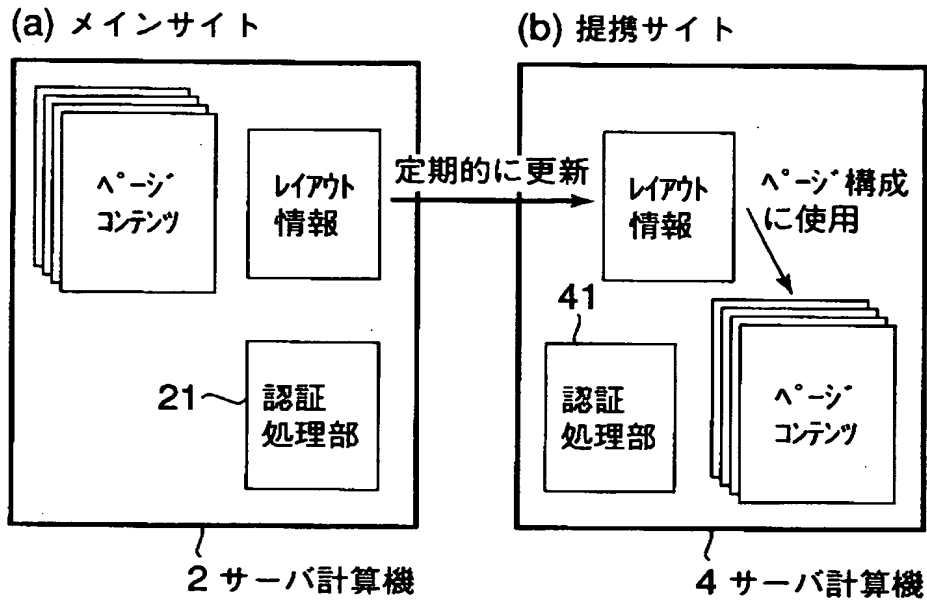 (a) メインサイト
ページ
コンテンツ
レイアウト
情報
21
認証
処理部
2 サーバ計算機
定期的に更新
(b) 提携サイト
レイアウト
情報
ページ構成
に使用
41
認証
処理部
ページ
コンテンツ
4 サーバ計算機